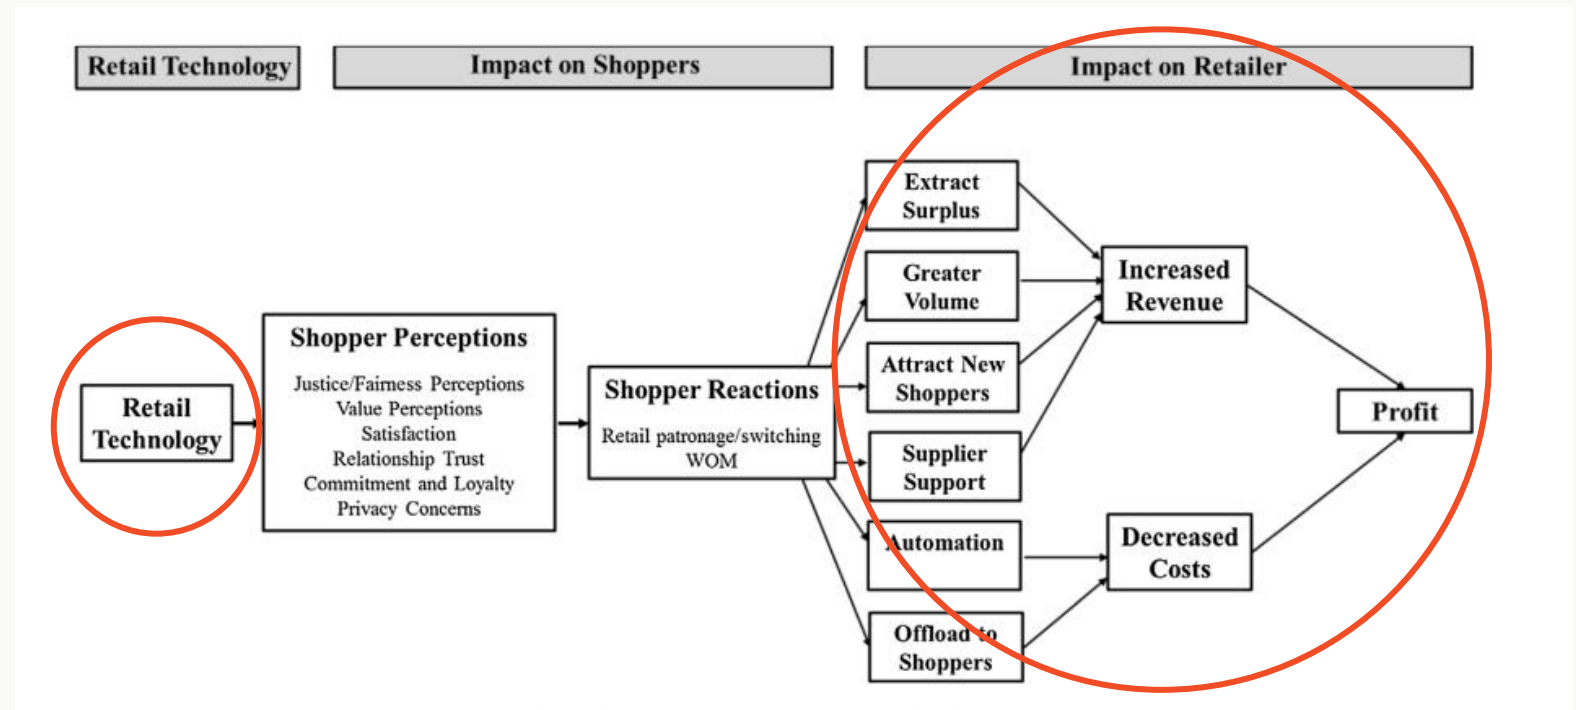 Retail Technology
Impact on Shoppers
Impact on Retailer
Retail
Technology
Shopper Perceptions
Justice/Fairness Perceptions
Value Perceptions
Satisfaction
Relationship Trust
Commitment and Loyalty
Privacy Concerns
Shopper Reactions
Retail patronage/switching
WOM
Extract
Surplus
Greater
Volume
Attract New
Shoppers
Supplier
Support
Automation
Offload to
Shoppers
Increased
Revenue
Decreased
Costs
Profit